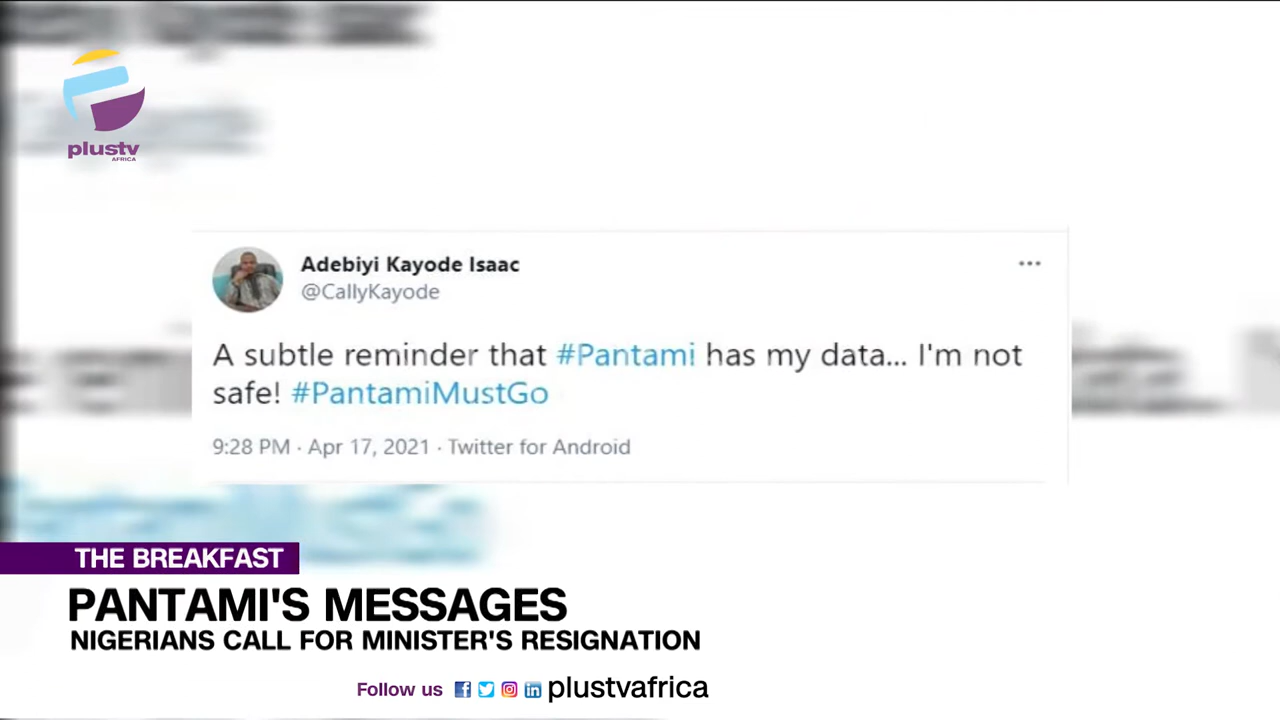 plustv
AFRICA
Adebiyi Kayode Isaac
@CallyKayode
A subtle reminder that #Pantami has my data... I'm not
safe! #PantamiMustGo
9:28 PM · Apr 17, 2021 · Twitter for Android
THE BREAKFAST
PANTAMI'S MESSAGES
NIGERIANS CALL FOR MINISTER'S RESIGNATION
Follow us plustvafrica